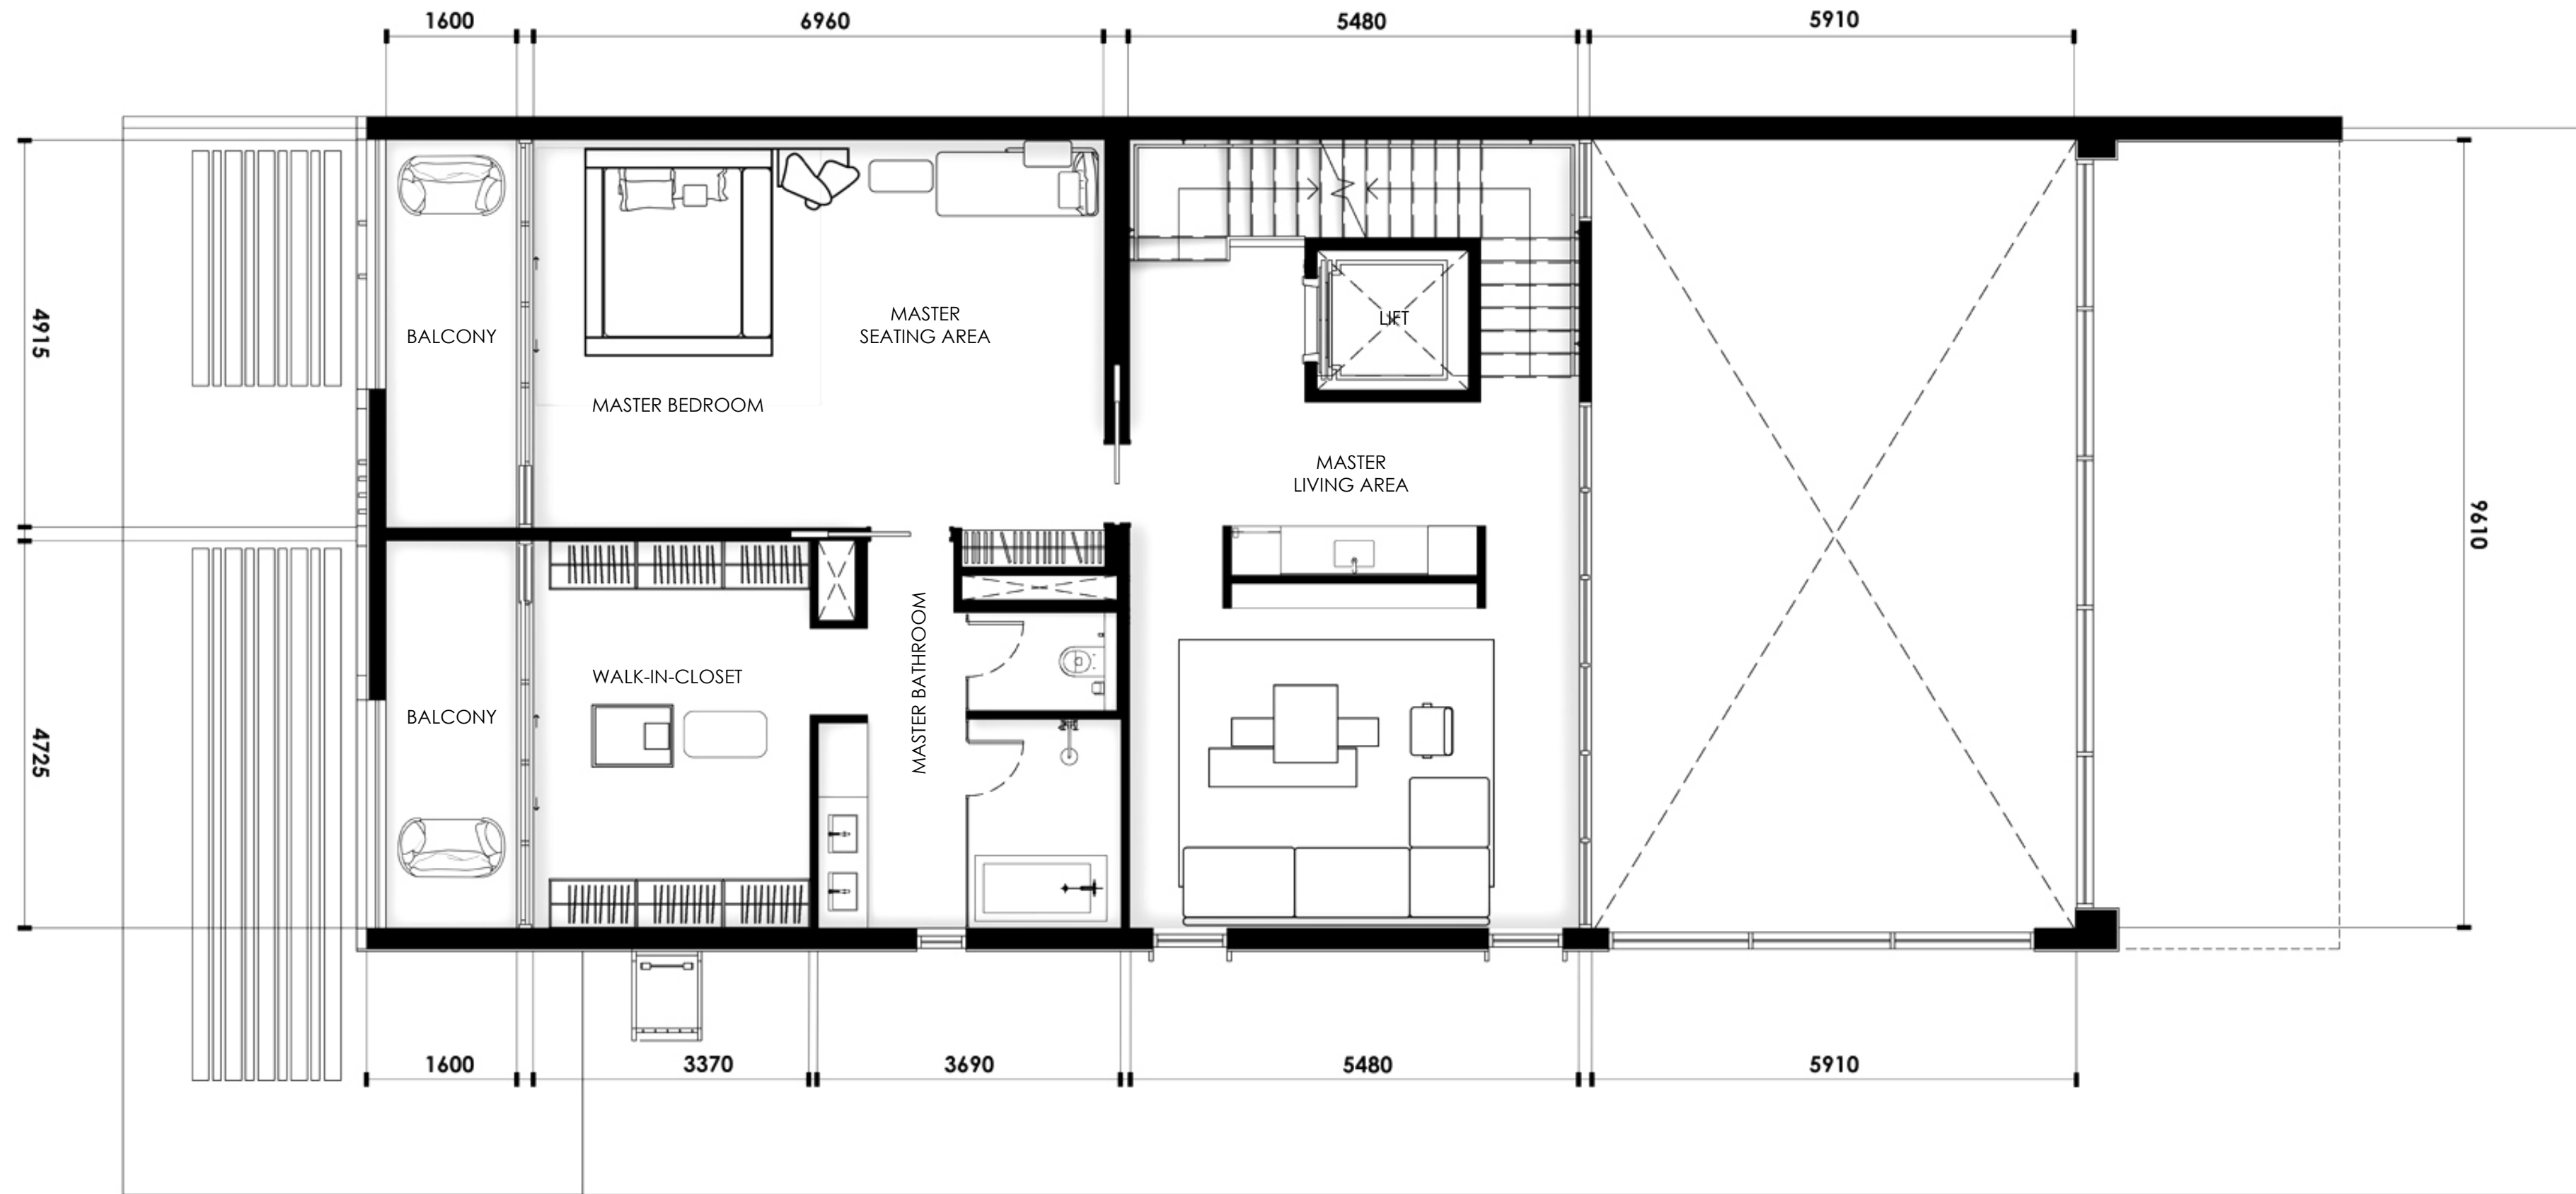 1600
6960
5480
5910
4915
4725
9610
BALCONY
MASTER
SEATING AREA
MASTER BEDROOM
LIFT
MASTER
LIVING AREA
MASTER BATHROOM
WALK-IN-CLOSET
BALCONY
1600
3370
3690
5480
5910